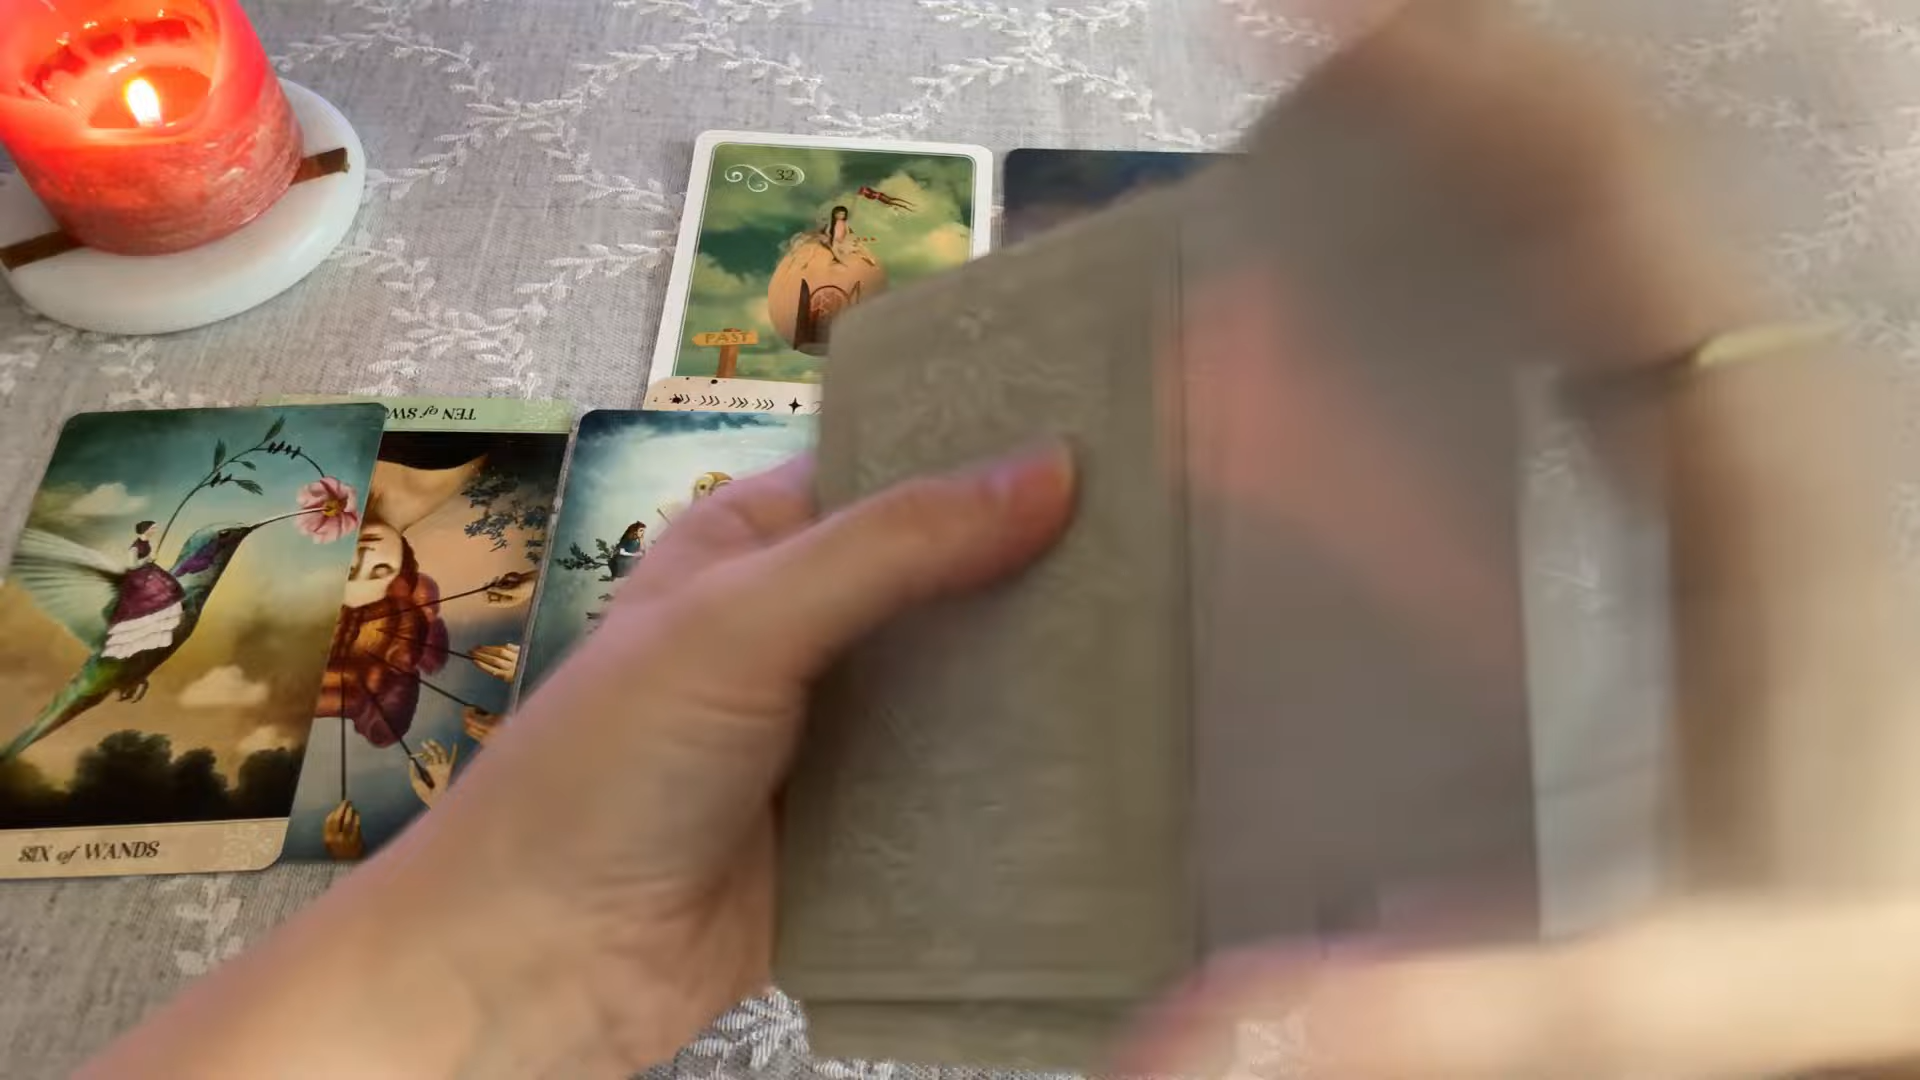 32
PAST
TEN of SW
SIX of WANDS